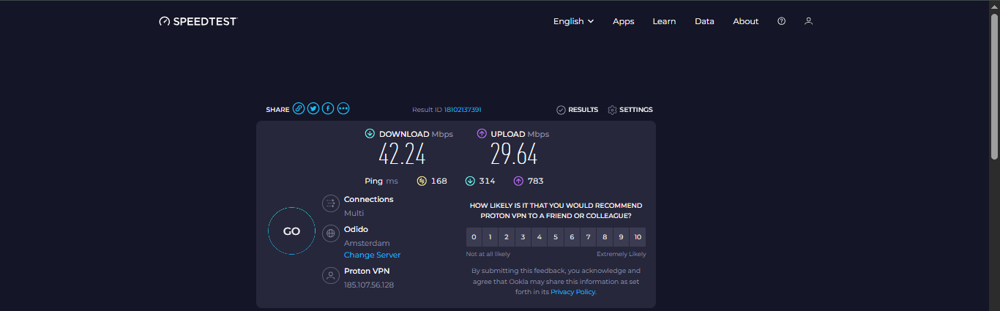 SPEEDTEST
English Apps Learn Data About
SHARE Result ID 18102137391 RESULTS SETTINGS
DOWNLOAD Mbps UPLOAD Mbps
42.24 29.64
Ping ms 168 314 783
GO
Connections
Multi
Odido
Amsterdam
Change Server
Proton VPN
185.107.56.128
HOW LIKELY IS IT THAT YOU WOULD RECOMMEND
PROTON VPN TO A FRIEND OR COLLEAGUE?
0 1 2 3 4 5 6 7 8 9 10
Not at all likely Extremely Likely
By submitting this feedback, you acknowledge and
agree that Ookla may share this information as set
forth in its Privacy Policy.